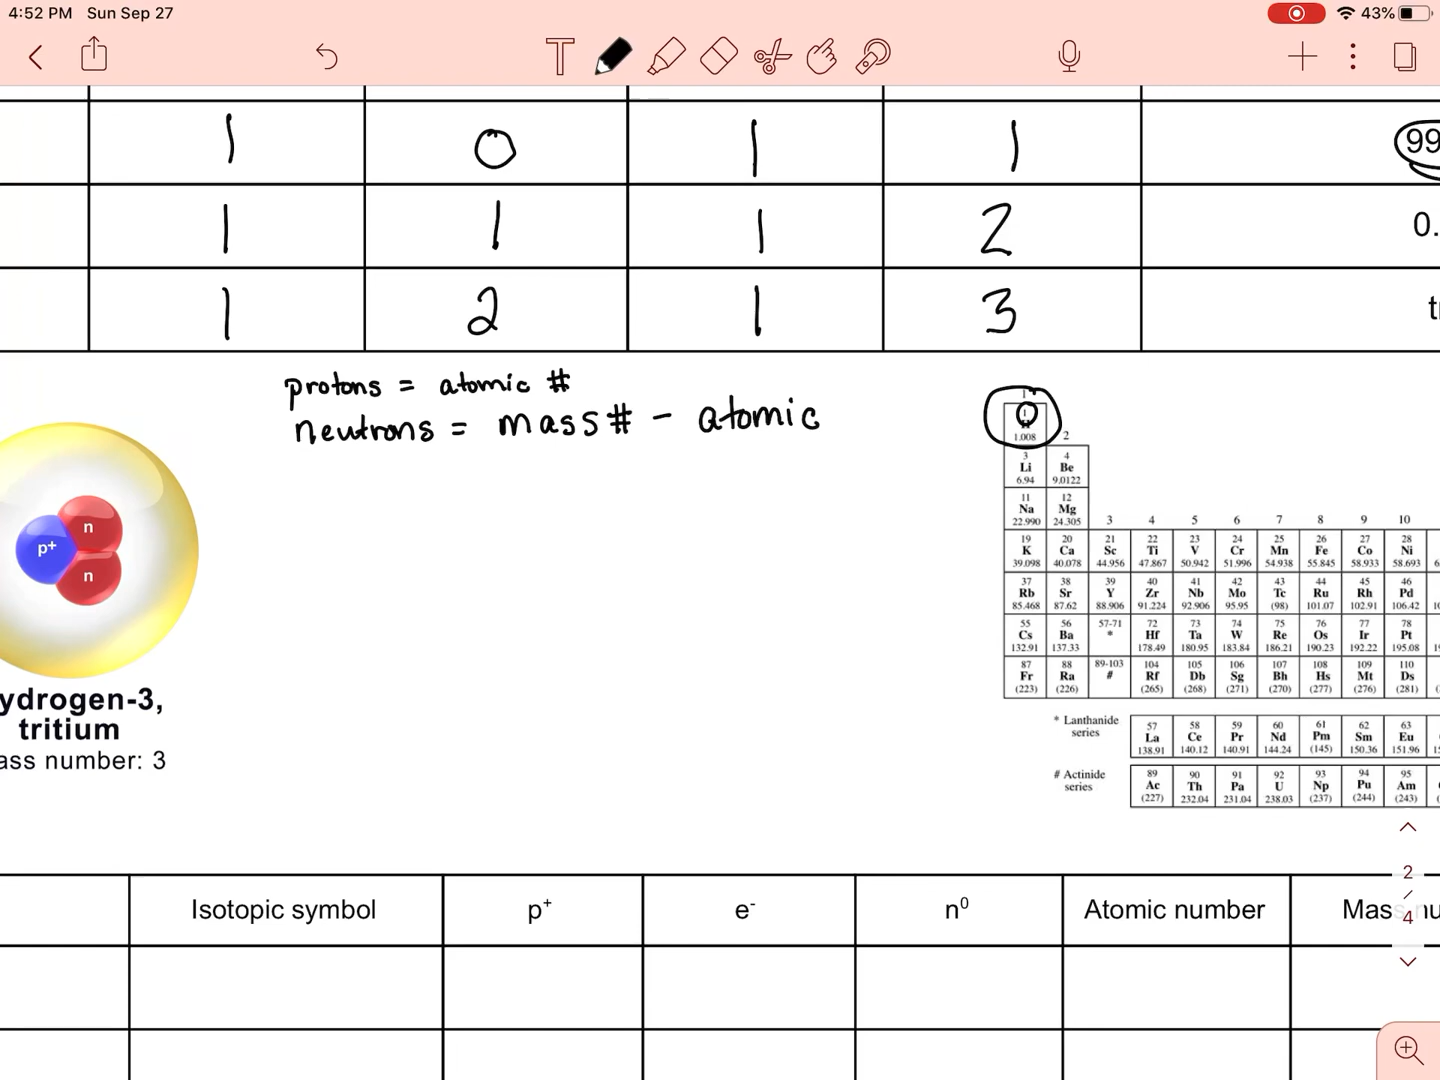 4:52 PM Sun Sep 27
43%
T
1 0 1 1 99
1 1 1 2 0.
1 2 1 3
protons = atomic #
neutrons = mass# - atomic
p+ n
n
ydrogen-3,
tritium
ass number: 3
1.008 2
3 4
Li Be
6.94 9.0122
11 12
Na Mg
22.990 24.305 3 4 5 6 7 8 9 10
19 20 21 22 23 24 25 26 27 28
K Ca Sc Ti V Cr Mn Fe Co Ni
39.098 40.078 44.956 47.867 50.942 51.996 54.938 55.845 58.933 58.693
37 38 39 40 41 42 43 44 45 46
Rb Sr Y Zr Nb Mo Tc Ru Rh Pd
85.468 87.62 88.906 91.224 92.906 95.95 (98) 101.07 102.91 106.42
55 56 57-71 72 73 74 75 76 77 78
Cs Ba * Hf Ta W Re Os Ir Pt
132.91 137.33 178.49 180.95 183.84 186.21 190.23 192.22 195.08
87 88 89-103 104 105 106 107 108 109 110
Fr Ra # Rf Db Sg Bh Hs Mt Ds
(223) (226) (265) (268) (271) (270) (277) (276) (281)
* Lanthanide
series
57 58 59 60 61 62 63
La Ce Pr Nd Pm Sm Eu
138.91 140.12 140.91 144.24 (145) 150.36 151.96
# Actinide
series
89 90 91 92 93 94 95
Ac Th Pa U Np Pu Am
(227) 232.04 231.04 238.03 (237) (244) (243)
2
/
4
Isotopic symbol p+ e- n0 Atomic number Mas nu